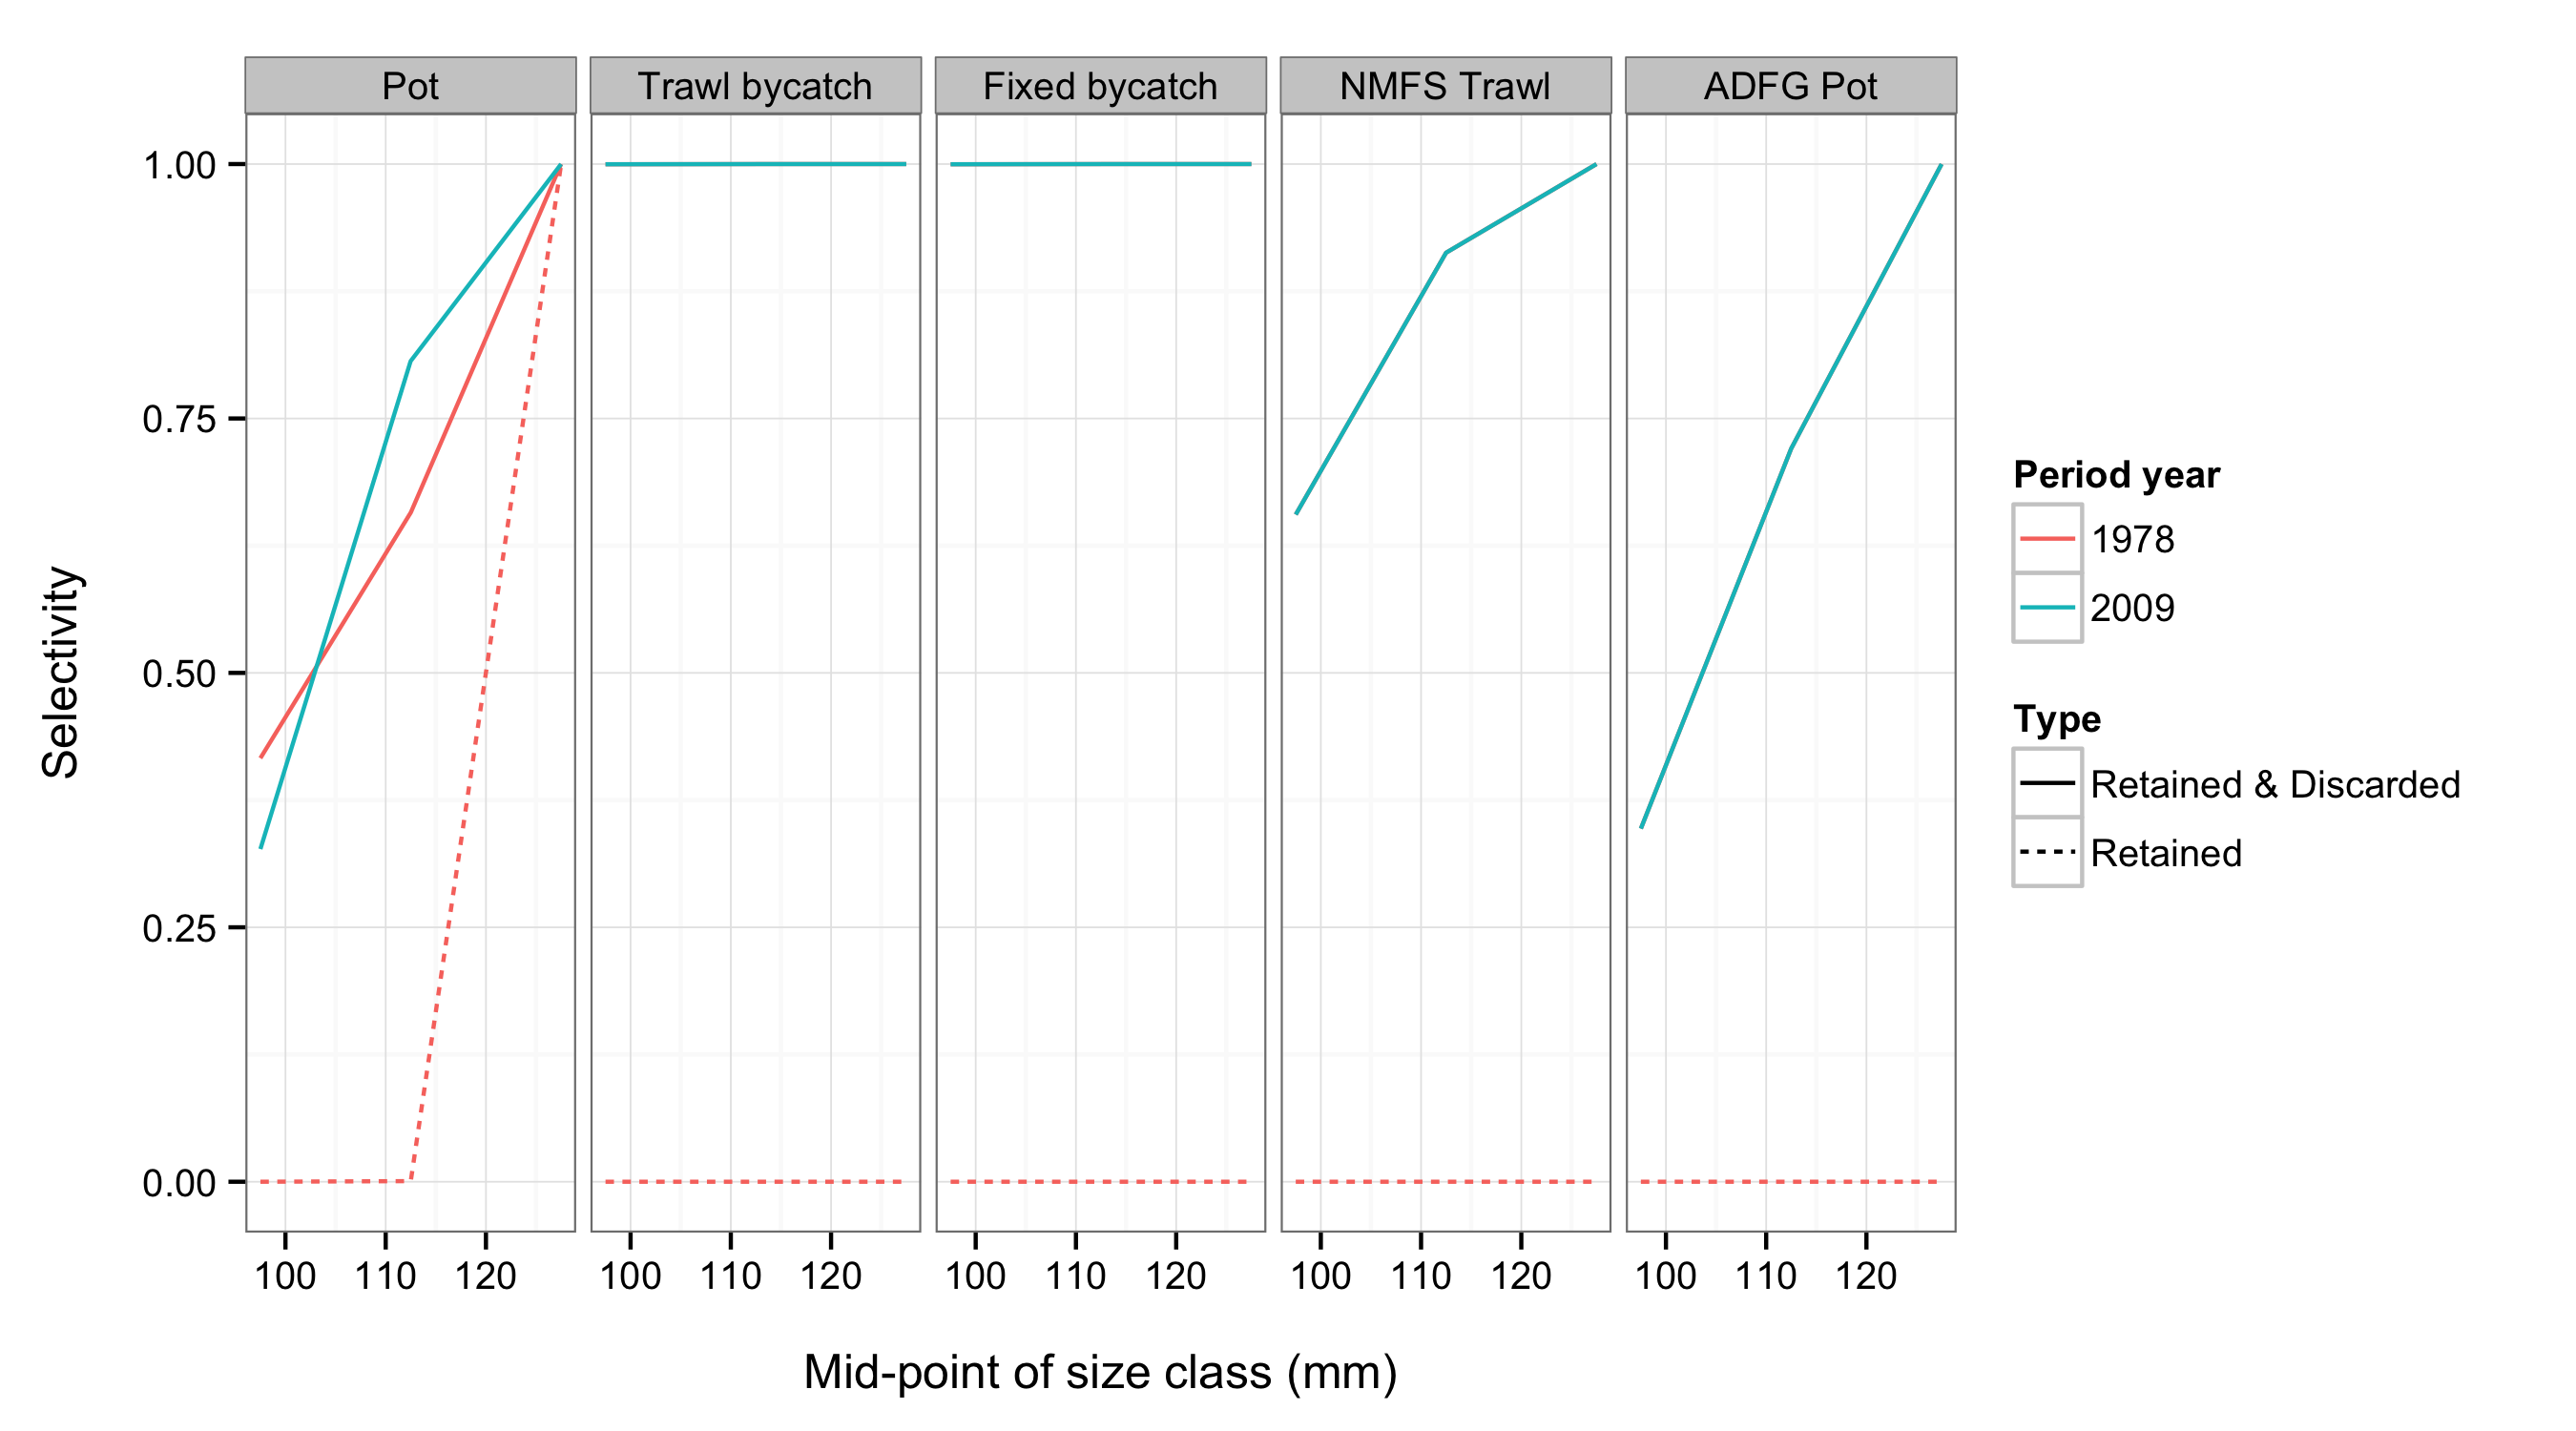 Pot Trawl bycatch Fixed bycatch NMFS Trawl ADFG Pot
1.00
0.75
0.50
0.25
0.00
Selectivity
100 110 120 100 110 120 100 110 120 100 110 120 100 110 120
Mid-point of size class (mm)
Period year
1978
2009
Type
Retained & Discarded
Retained